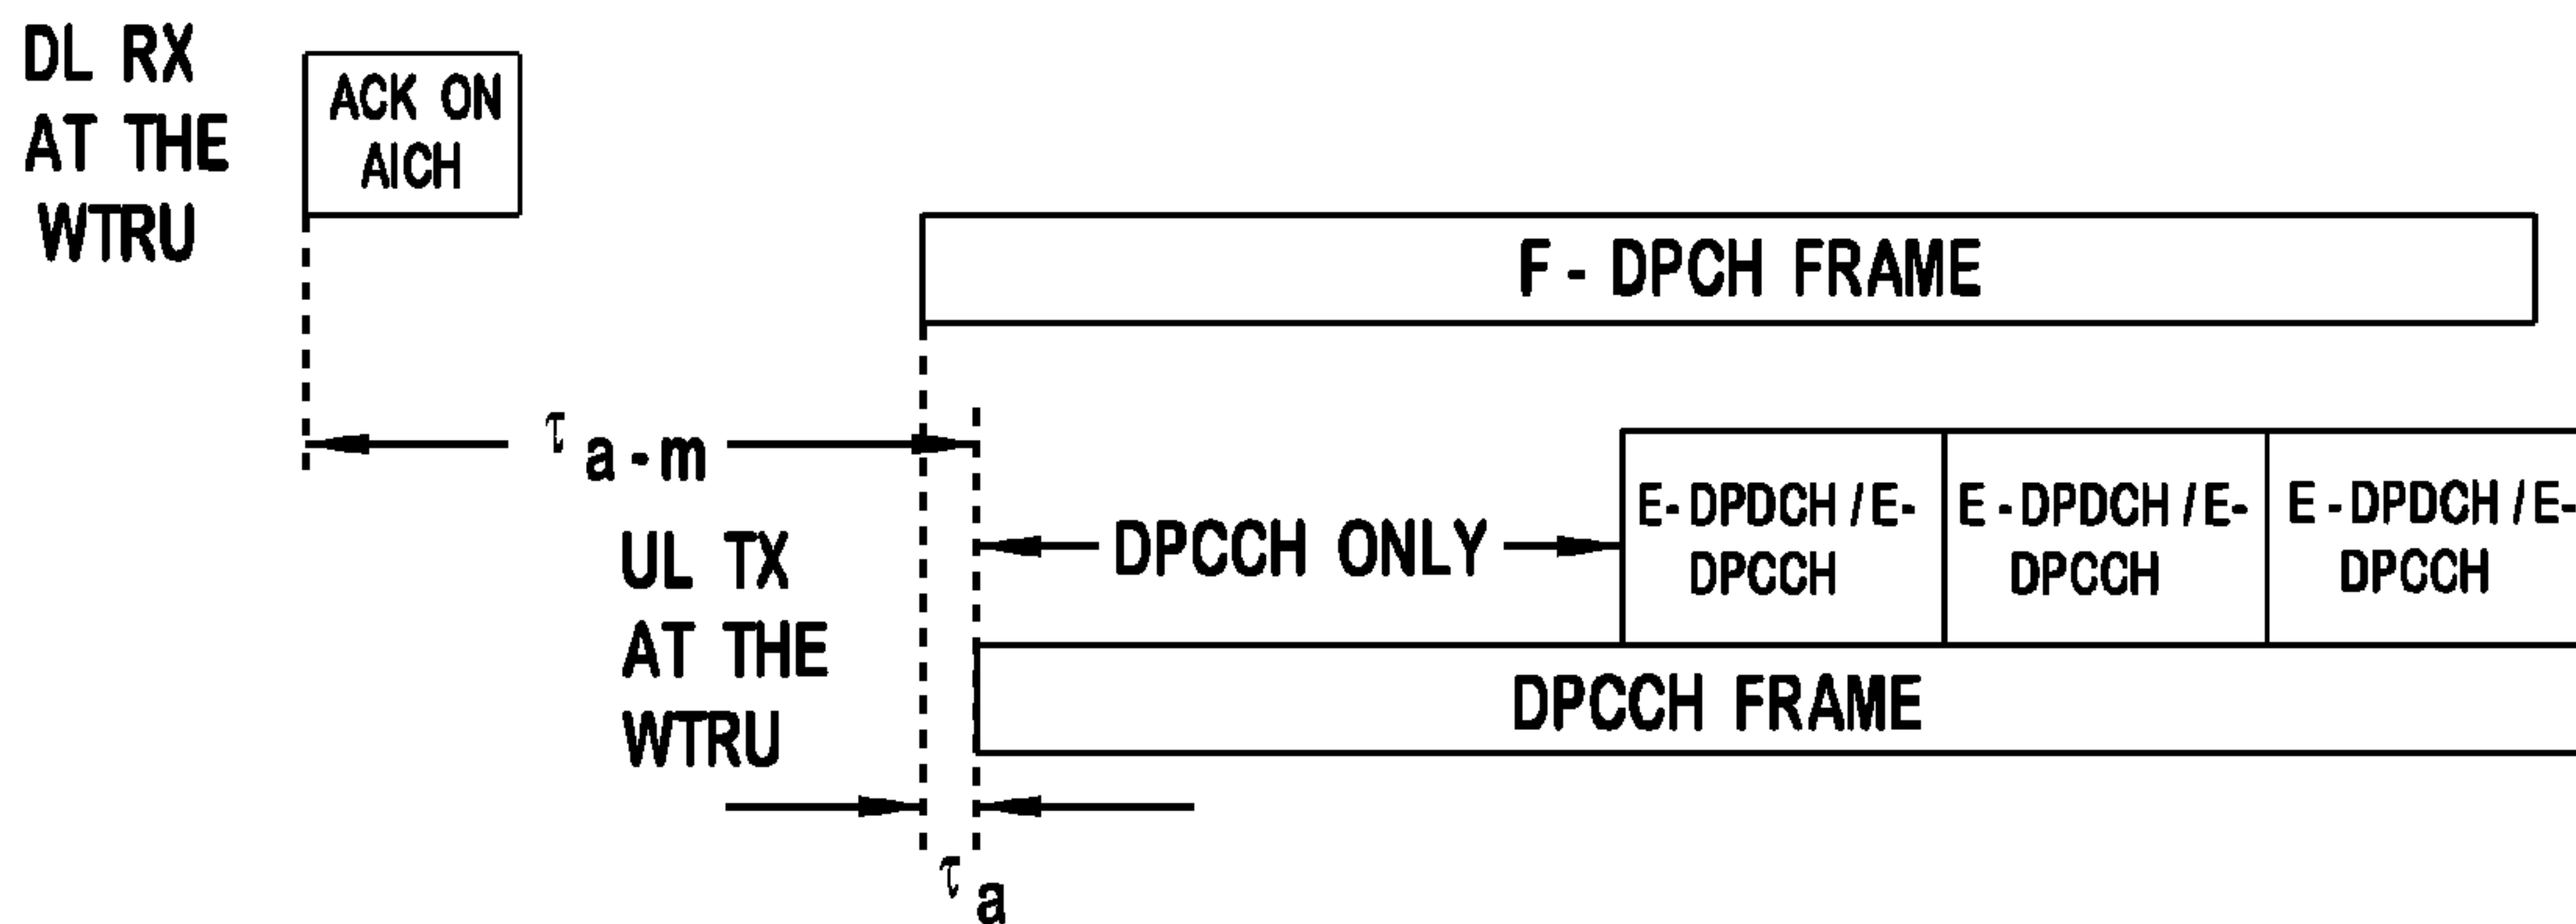 DL RX
AT THE
WTRU
ACK ON
AICH
F - DPCH FRAME
τ a - m
UL TX
AT THE
WTRU
DPCCH ONLY
E- DPDCH / E-
DPCCH
E - DPDCH / E-
DPCCH
E - DPDCH / E-
DPCCH
DPCCH FRAME
τ a